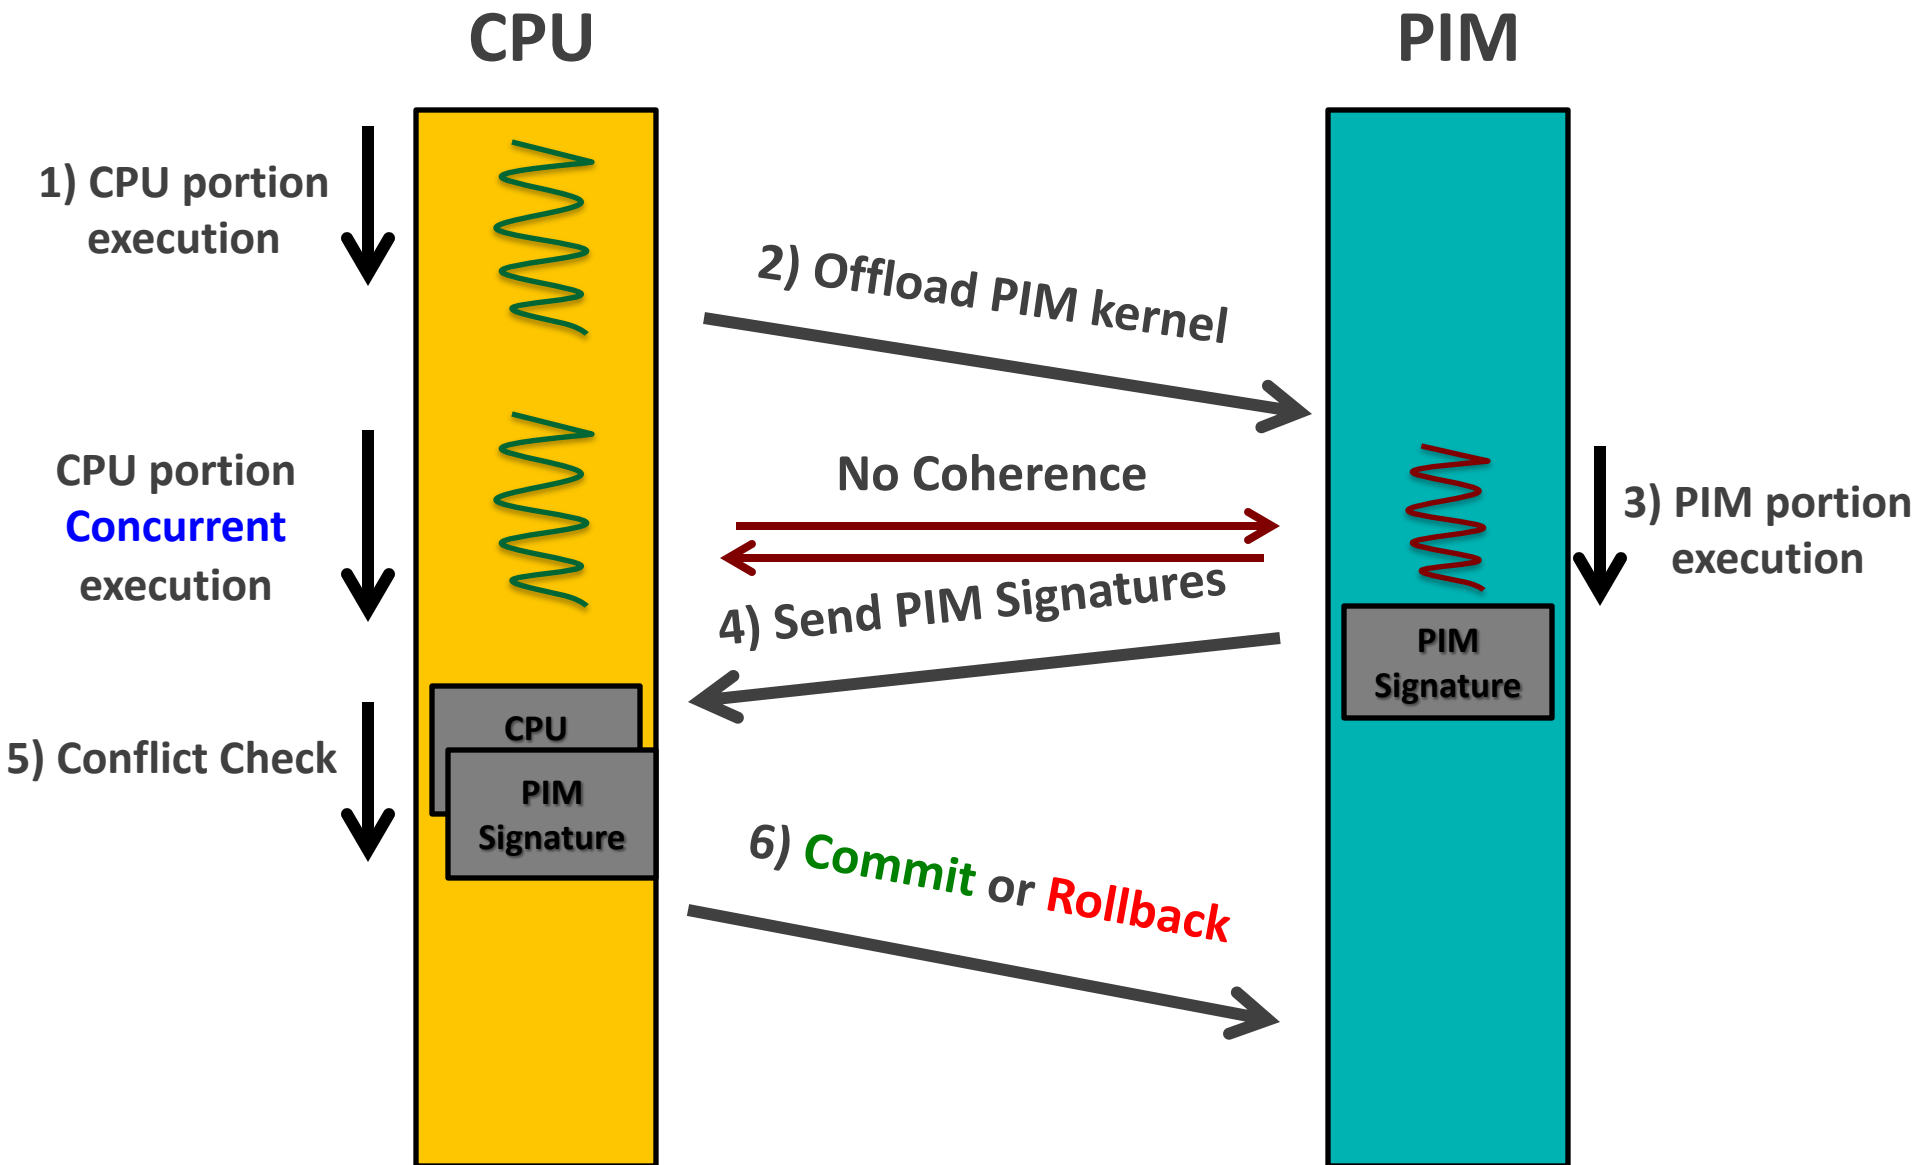 CPU
PIM
1) CPU portion
execution
2) Offload PIM kernel
CPU portion
Concurrent
execution
No Coherence
3) PIM portion
execution
4) Send PIM Signatures
PIM
Signature
5) Conflict Check
CPU
PIM
Signature
6) Commit or Rollback